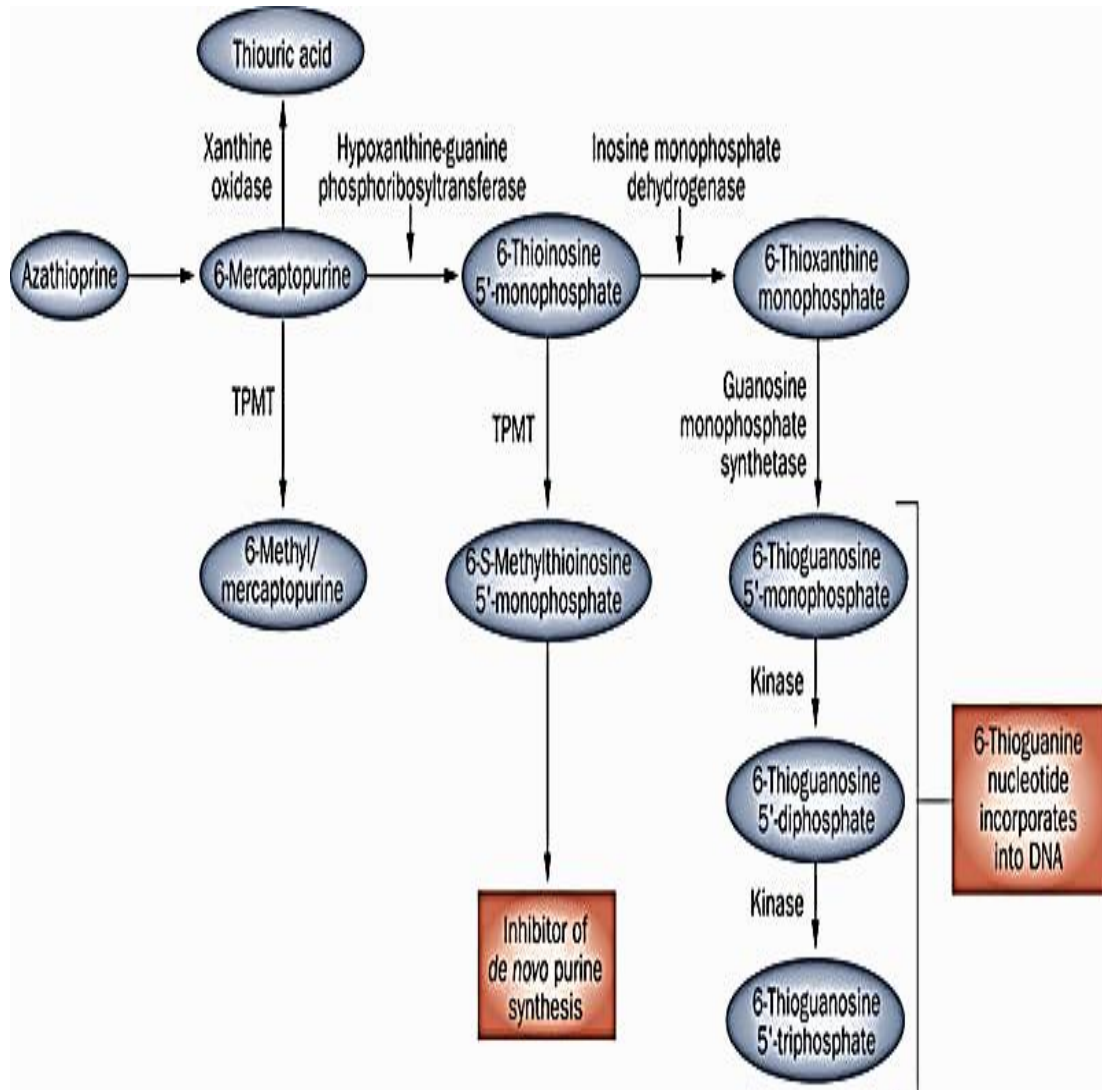 Thiouric acid
Xanthine
oxidase
Hypoxanthine-guanine
phosphoribosyltransferase
Inosine monophosphate
dehydrogenase
Azathioprine
6-Mercaptopurine
6-Thioinosine
5'-monophosphate
6-Thioxanthine
monophosphate
TPMT
TPMT
Guanosine
monophosphate
synthetase
6-Methyl/
mercaptopurine
6-S-Methylthioinosine
5'-monophosphate
6-Thioguanosine
5'-monophosphate
Kinase
6-Thioguanosine
5'-diphosphate
6-Thioguanine
nucleotide
incorporates
into DNA
Kinase
Inhibitor of
de novo purine
synthesis
6-Thioguanosine
5'-triphosphate